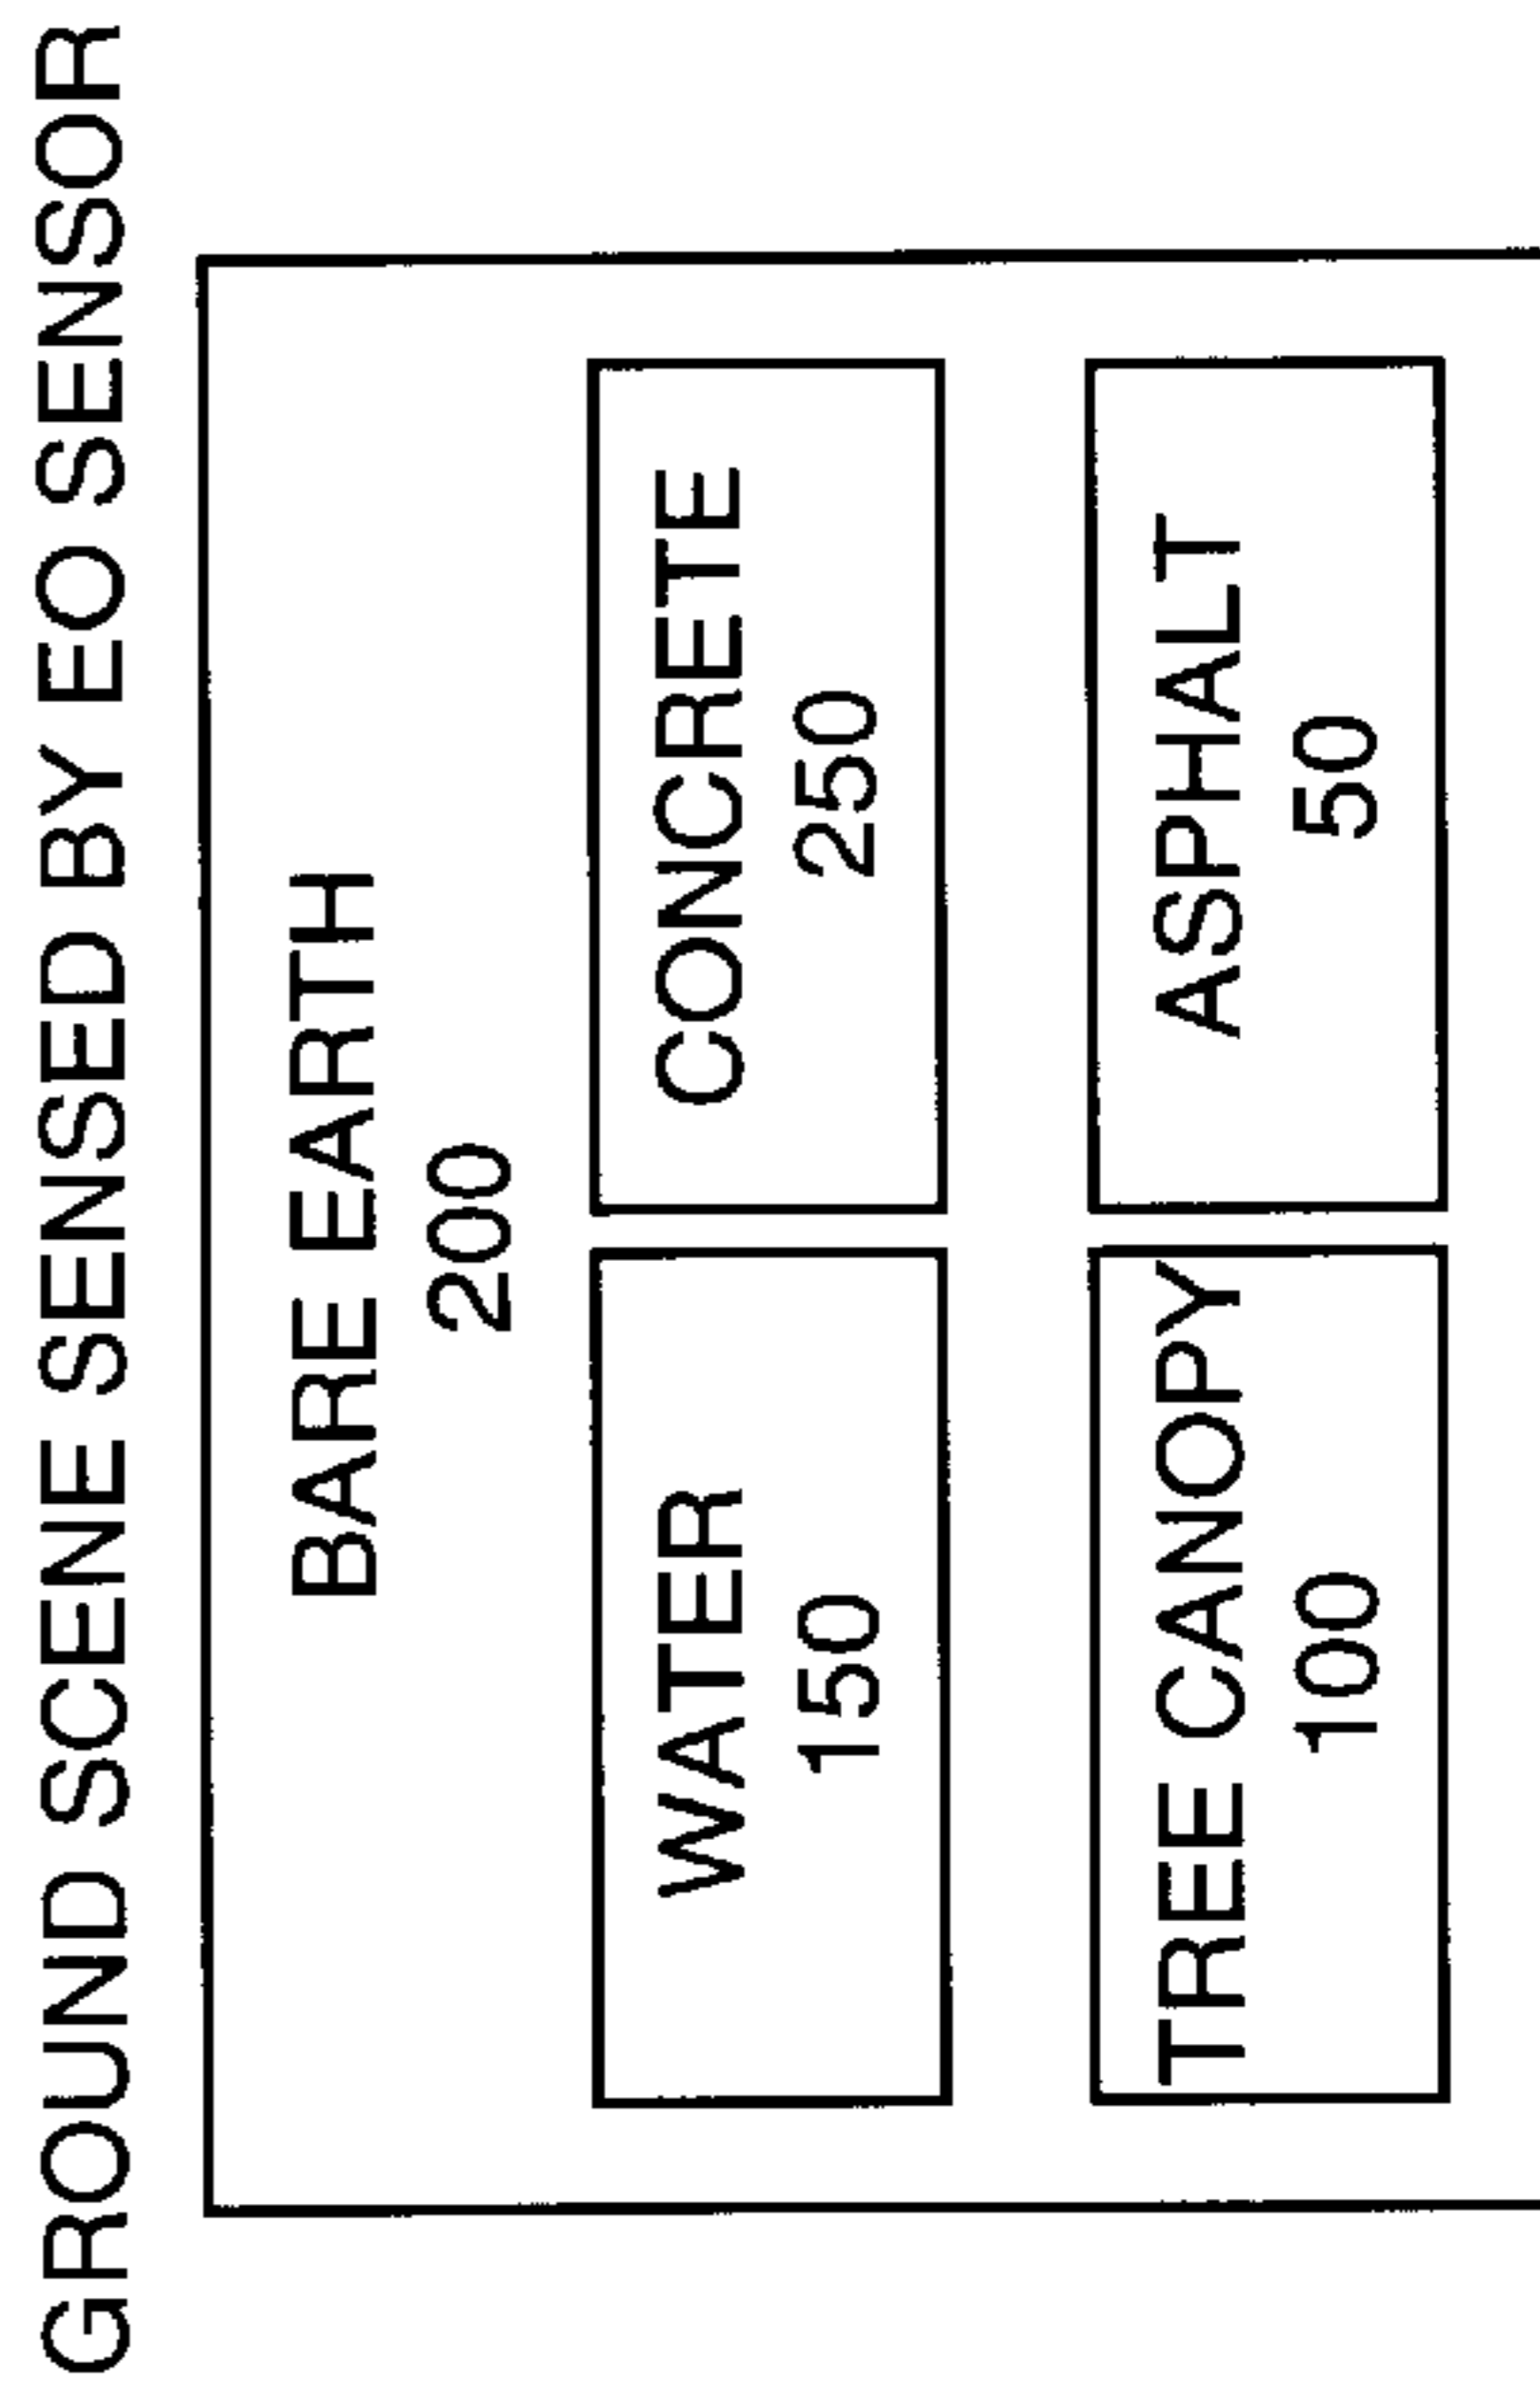 GROUND SCENE SENSED BY EO SENSOR
BARE EARTH
200
WATER
150
CONCRETE
250
TREE CANOPY
100
ASPHALT
50